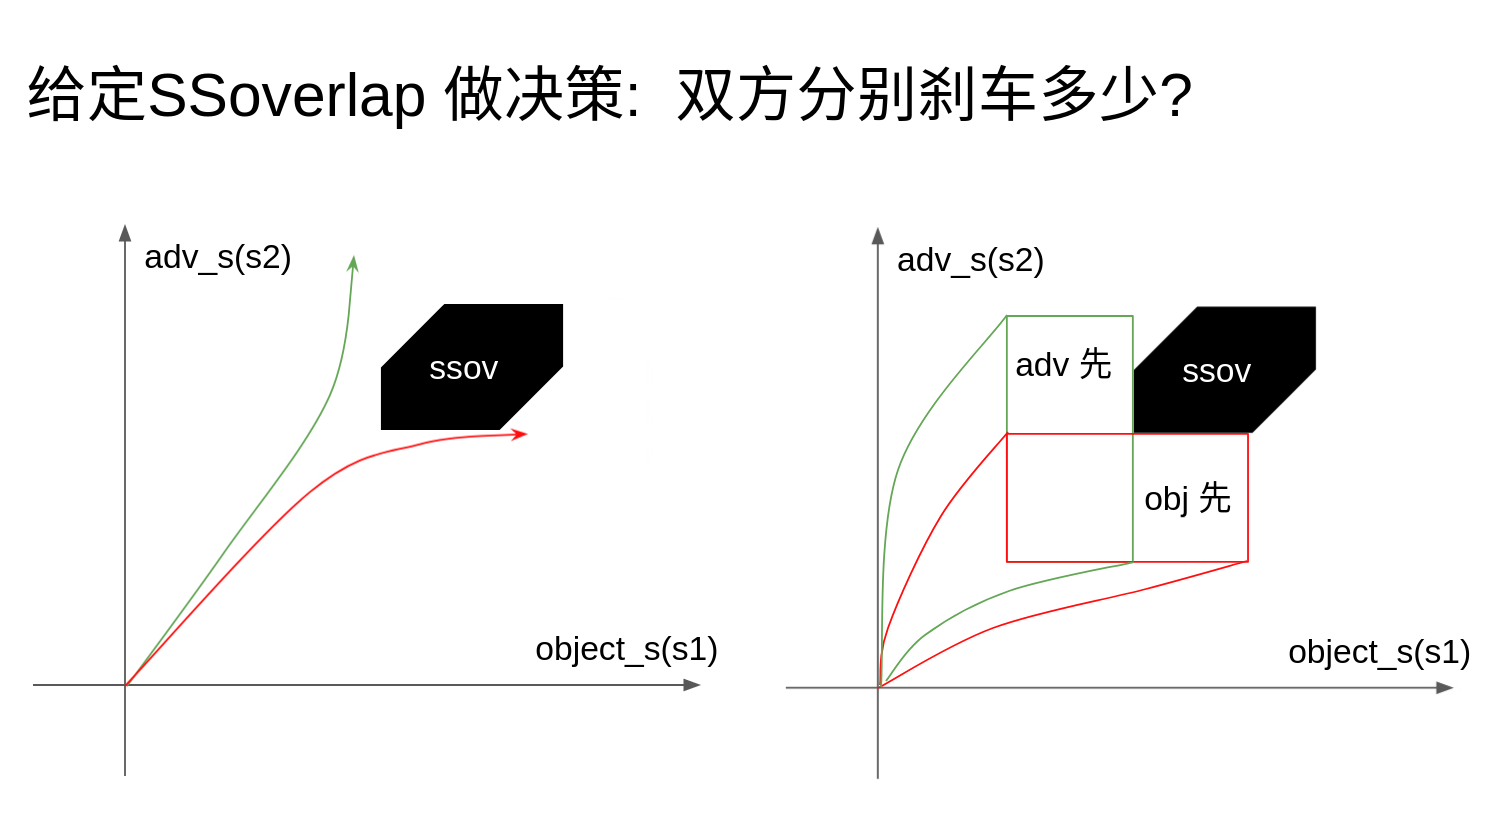 给定SSoverlap 做决策:  双方分别刹车多少?
adv_s(s2)
ssov
object_s(s1)
adv_s(s2)
adv 先
ssov
obj 先
object_s(s1)